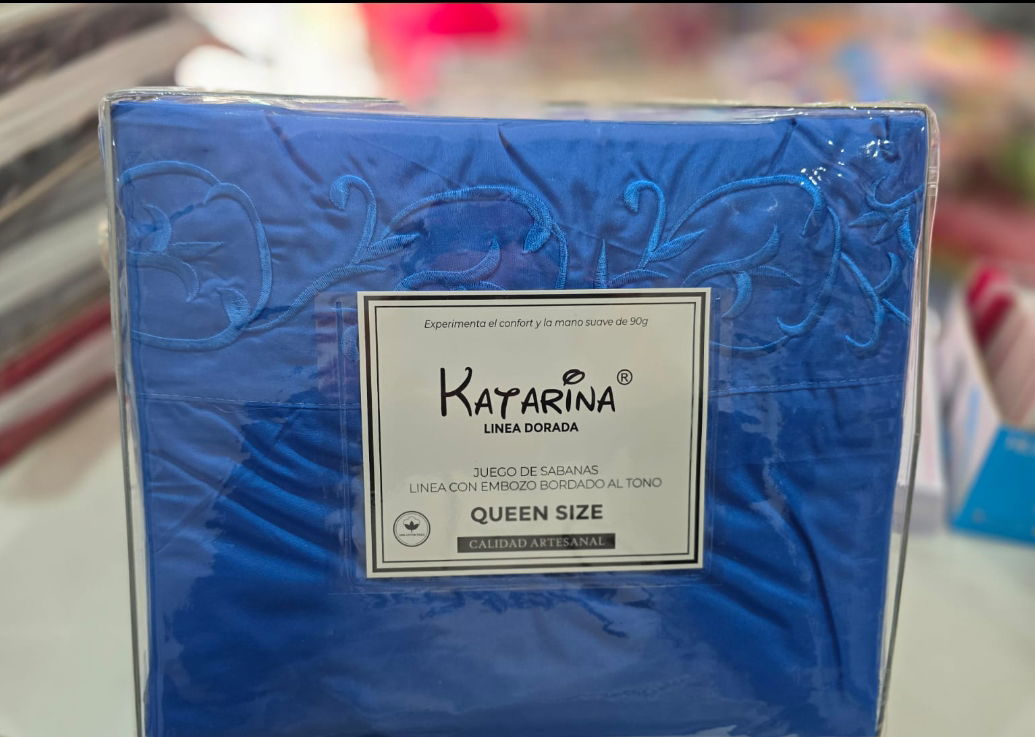 Experimenta el confort y la mano suave de 90g
KATARINA®
LINEA DORADA
JUEGO DE SABANAS
LINEA CON EMBOZO BORDADO AL TONO
QUEEN SIZE
CALIDAD ARTESANAL